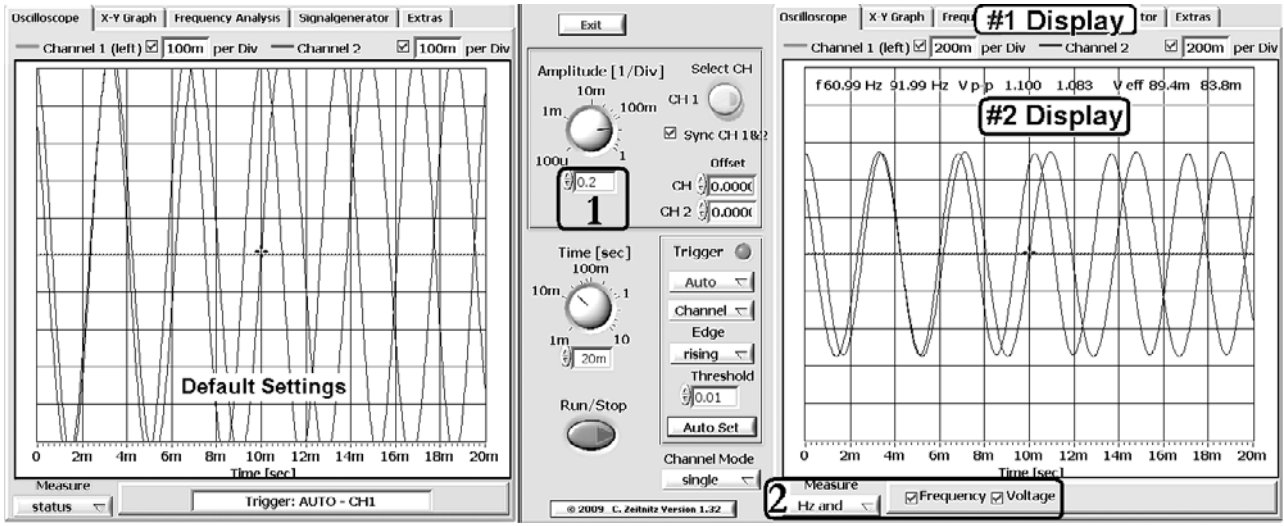 Oscilloscope X-Y Graph Frequency Analysis Signalgenerator Extras
Channel 1 (left) 100m per Div Channel 2 100m per Div
Default Settings
0 2m 4m 6m 8m 10m 12m 14m 16m 18m 20m
Time [sec]
Measure
status
Trigger: AUTO - CH1
Exit
Amplitude [1/Div]
10m
1m 100m
100u 1
0.2
1
Select CH
CH 1
Sync CH 1&2
Offset
CH 0.0000
CH 2 0.0000
Time [sec]
100m
10m 1
1m 10
20m
Run/Stop
Trigger
Auto
Channel
Edge
rising
Threshold
0.01
Auto Set
Channel Mode
single
© 2009 C. Zeitnitz Version 1.32
Oscilloscope X-Y Graph Frequ #1 Display tor Extras
Channel 1 (left) 200m per Div Channel 2 200m per Div
f 60.99 Hz 91.99 Hz V p-p 1.100 1.083 V eff 89.4m 83.8m
#2 Display
0 2m 4m 6m 8m 10m 12m 14m 16m 18m 20m
Time [sec]
2
Measure
Hz and
Frequency Voltage